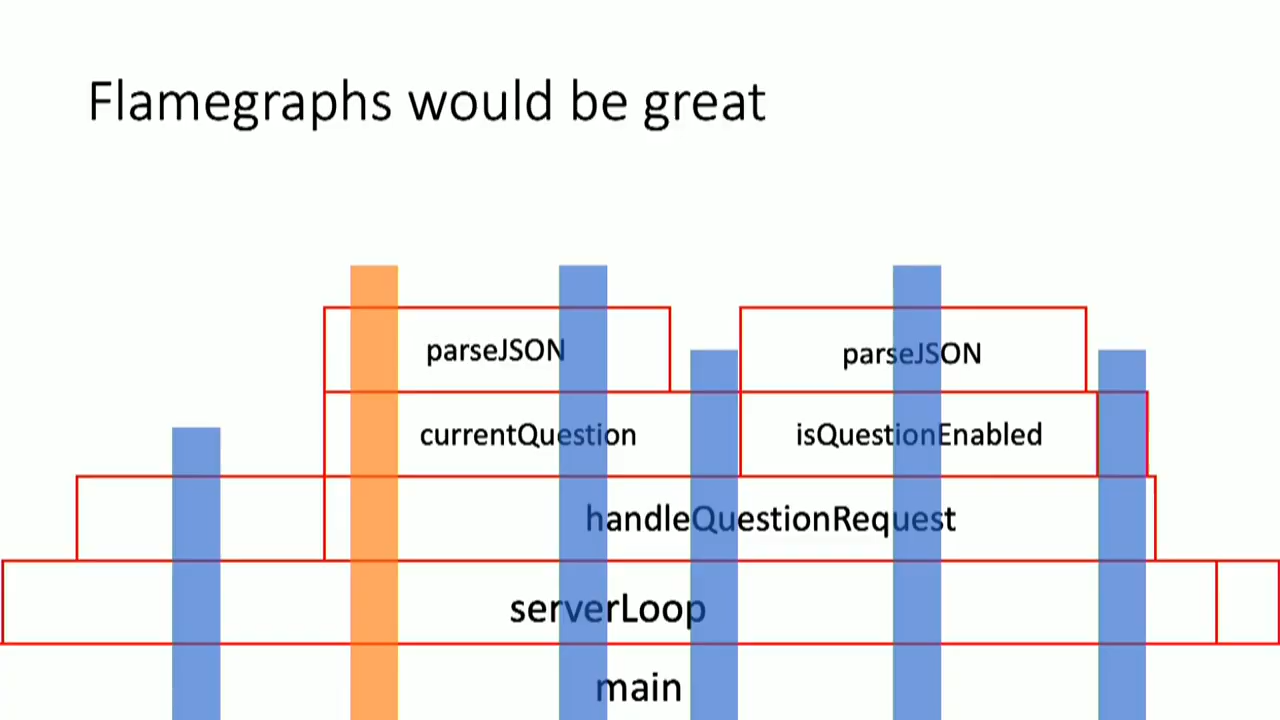 Flamegraphs would be great
parseJSON
parseJSON
currentQuestion
isQuestionEnabled
handleQuestionRequest
serverLoop
main